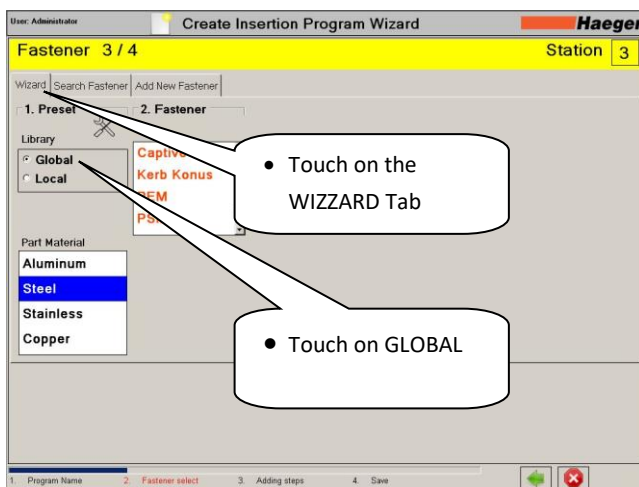 User: Administrator
Create Insertion Program Wizard
Haeger
Fastener 3 / 4
Station 3
Wizard Search Fastener Add New Fastener
1. Preset
2. Fastener
Library
Global
Local
Captive
Kerb Konus
PEM
• Touch on the
WIZZARD Tab
Part Material
Aluminum
Steel
Stainless
Copper
• Touch on GLOBAL
1. Program Name 2. Fastener select 3. Adding steps 4. Save